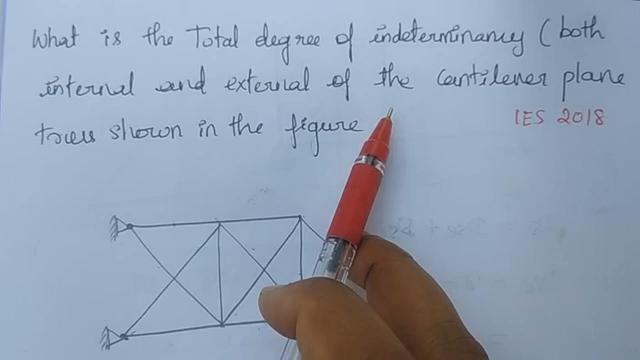 What is the Total degree of indeterminancy (both
internal and external of the cantilever plane
truss shown in the figure
IES 2018